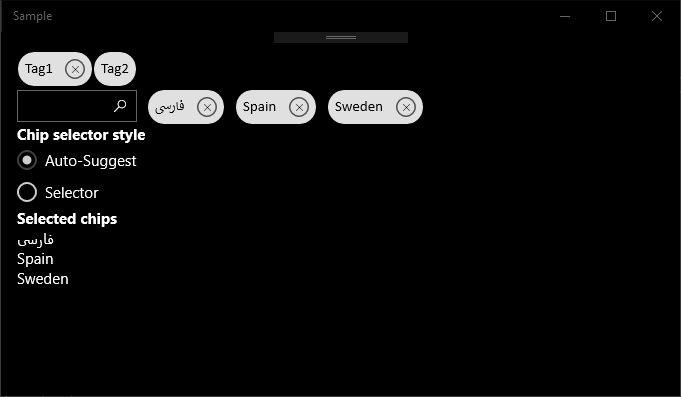 Sample
Tag1 Tag2
فارسی Spain Sweden
Chip selector style
Auto-Suggest
Selector
Selected chips
فارسی
Spain
Sweden